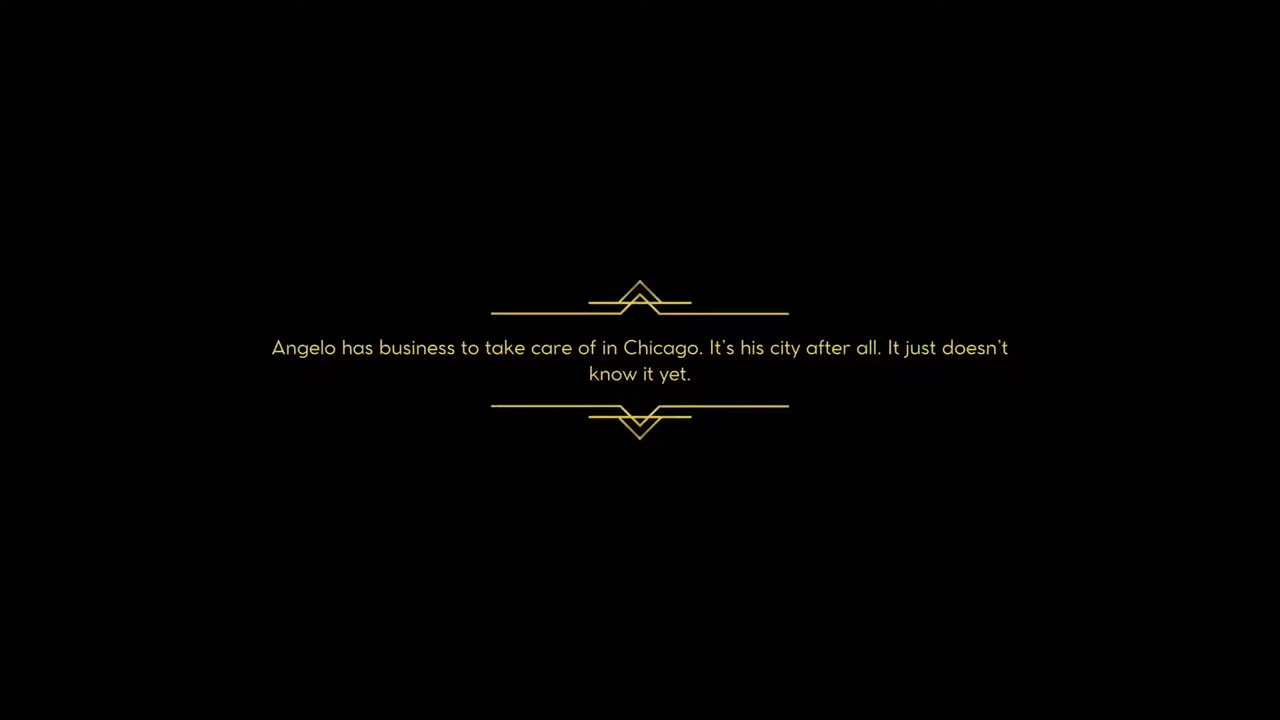 Angelo has business to take care of in Chicago. It's his city after all. It just doesn't
know it yet.